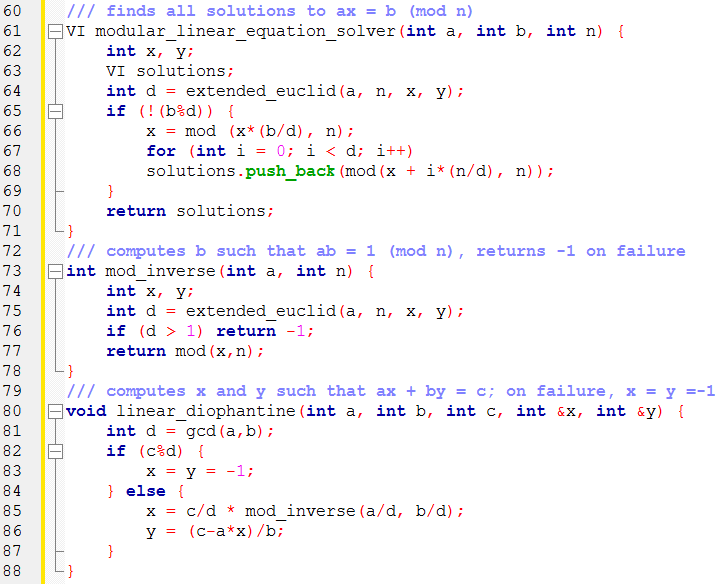 60 /// finds all solutions to ax = b (mod n)
61 VI modular_linear_equation_solver(int a, int b, int n) {
62     int x, y;
63     VI solutions;
64     int d = extended_euclid(a, n, x, y);
65     if (!(b%d)) {
66         x = mod (x*(b/d), n);
67         for (int i = 0; i < d; i++)
68         solutions.push_back(mod(x + i*(n/d), n));
69     }
70     return solutions;
71 }
72 /// computes b such that ab = 1 (mod n), returns -1 on failure
73 int mod_inverse(int a, int n) {
74     int x, y;
75     int d = extended_euclid(a, n, x, y);
76     if (d > 1) return -1;
77     return mod(x,n);
78 }
79 /// computes x and y such that ax + by = c; on failure, x = y =-1
80 void linear_diophantine(int a, int b, int c, int &x, int &y) {
81     int d = gcd(a,b);
82     if (c%d) {
83         x = y = -1;
84     } else {
85         x = c/d * mod_inverse(a/d, b/d);
86         y = (c-a*x)/b;
87     }
88 }